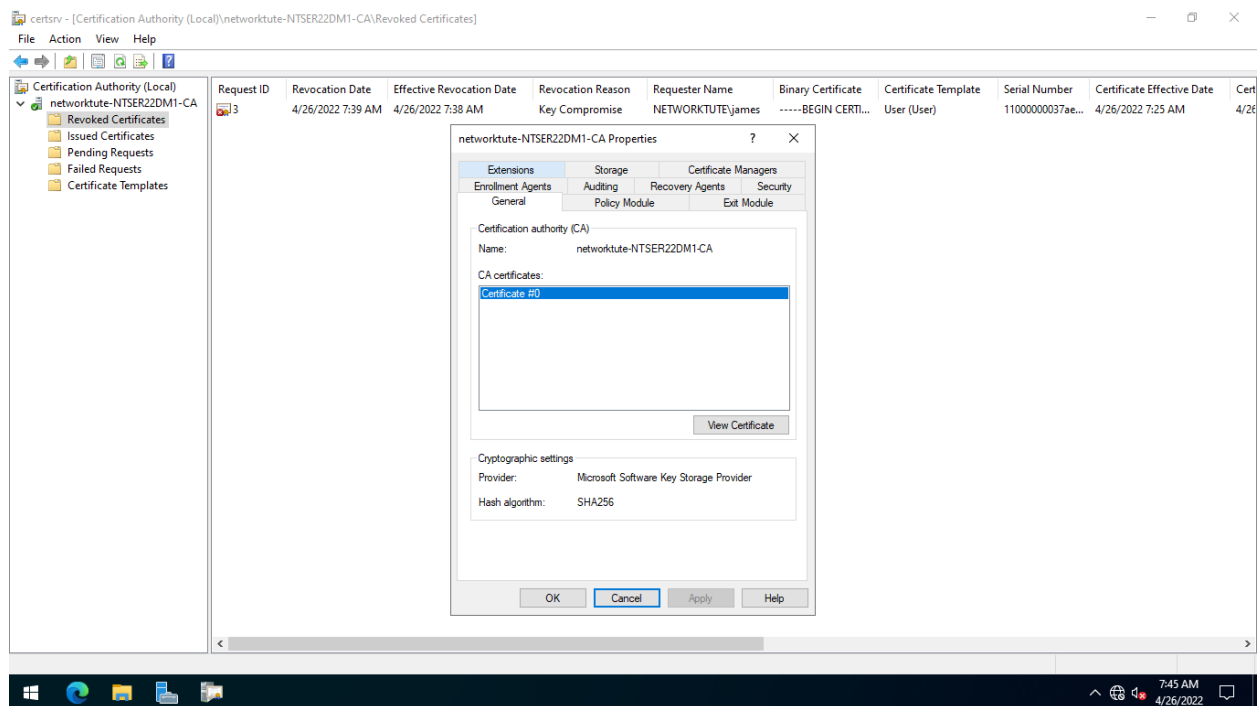 certsrv - [Certification Authority (Local)\networktute-NTSER22DM1-CA\Revoked Certificates]
File Action View Help
Certification Authority (Local)
networktute-NTSER22DM1-CA
Revoked Certificates
Issued Certificates
Pending Requests
Failed Requests
Certificate Templates
Request ID Revocation Date Effective Revocation Date Revocation Reason Requester Name Binary Certificate Certificate Template Serial Number Certificate Effective Date Cert
3 4/26/2022 7:39 AM 4/26/2022 7:38 AM Key Compromise NETWORKTUTE\james -----BEGIN CERTI... User (User) 11000000037ae... 4/26/2022 7:25 AM 4/26
networktute-NTSER22DM1-CA Properties ?
Extensions Storage Certificate Managers
Enrollment Agents Auditing Recovery Agents Security
General Policy Module Exit Module
Certification authority (CA)
Name: networktute-NTSER22DM1-CA
CA certificates:
Certificate #0
View Certificate
Cryptographic settings
Provider: Microsoft Software Key Storage Provider
Hash algorithm: SHA256
OK Cancel Apply Help
7:45 AM
4/26/2022